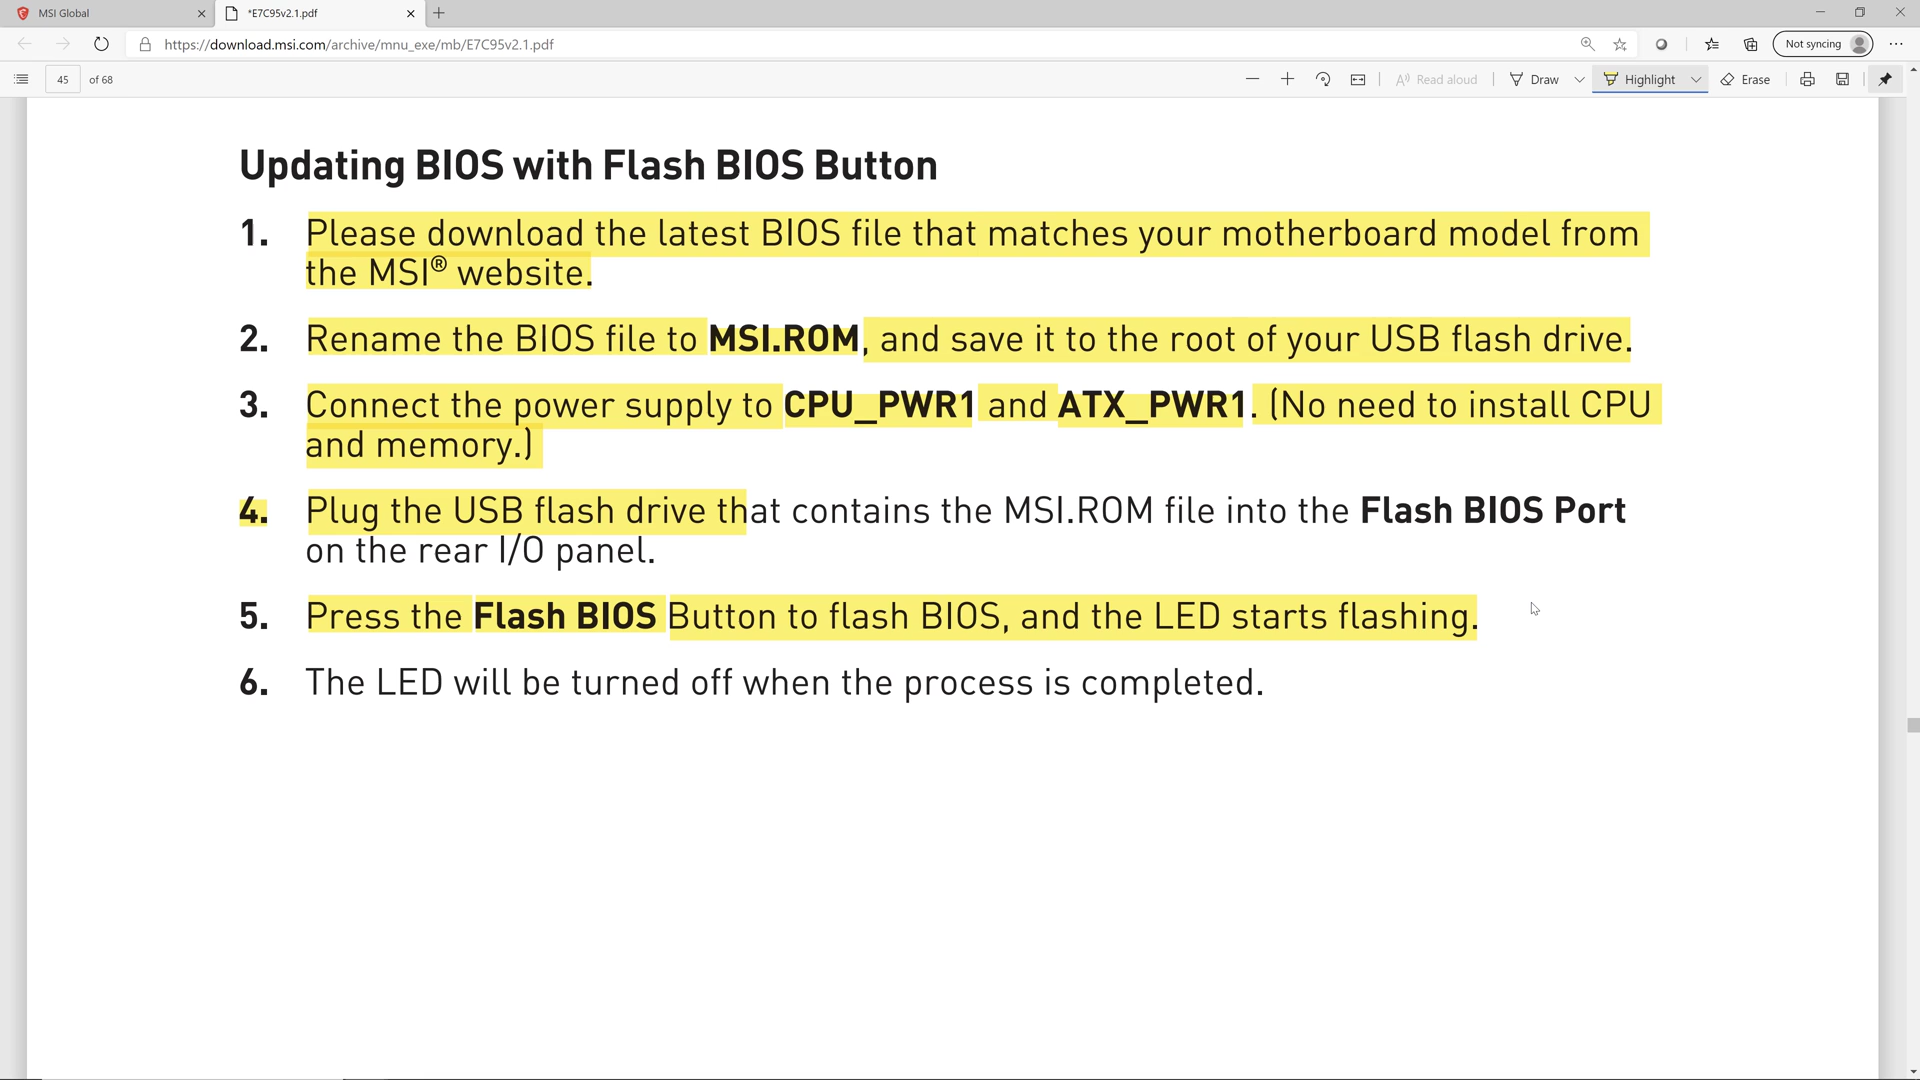 MSI Global
*E7C95v2.1.pdf
https://download.msi.com/archive/mnu_exe/mb/E7C95v2.1.pdf
Not syncing
45 of 68
Read aloud
Draw
Highlight
Erase
Updating BIOS with Flash BIOS Button
1. Please download the latest BIOS file that matches your motherboard model from
the MSI® website.
2. Rename the BIOS file to MSI.ROM, and save it to the root of your USB flash drive.
3. Connect the power supply to CPU_PWR1 and ATX_PWR1. (No need to install CPU
and memory.)
4. Plug the USB flash drive that contains the MSI.ROM file into the Flash BIOS Port
on the rear I/O panel.
5. Press the Flash BIOS Button to flash BIOS, and the LED starts flashing.
6. The LED will be turned off when the process is completed.